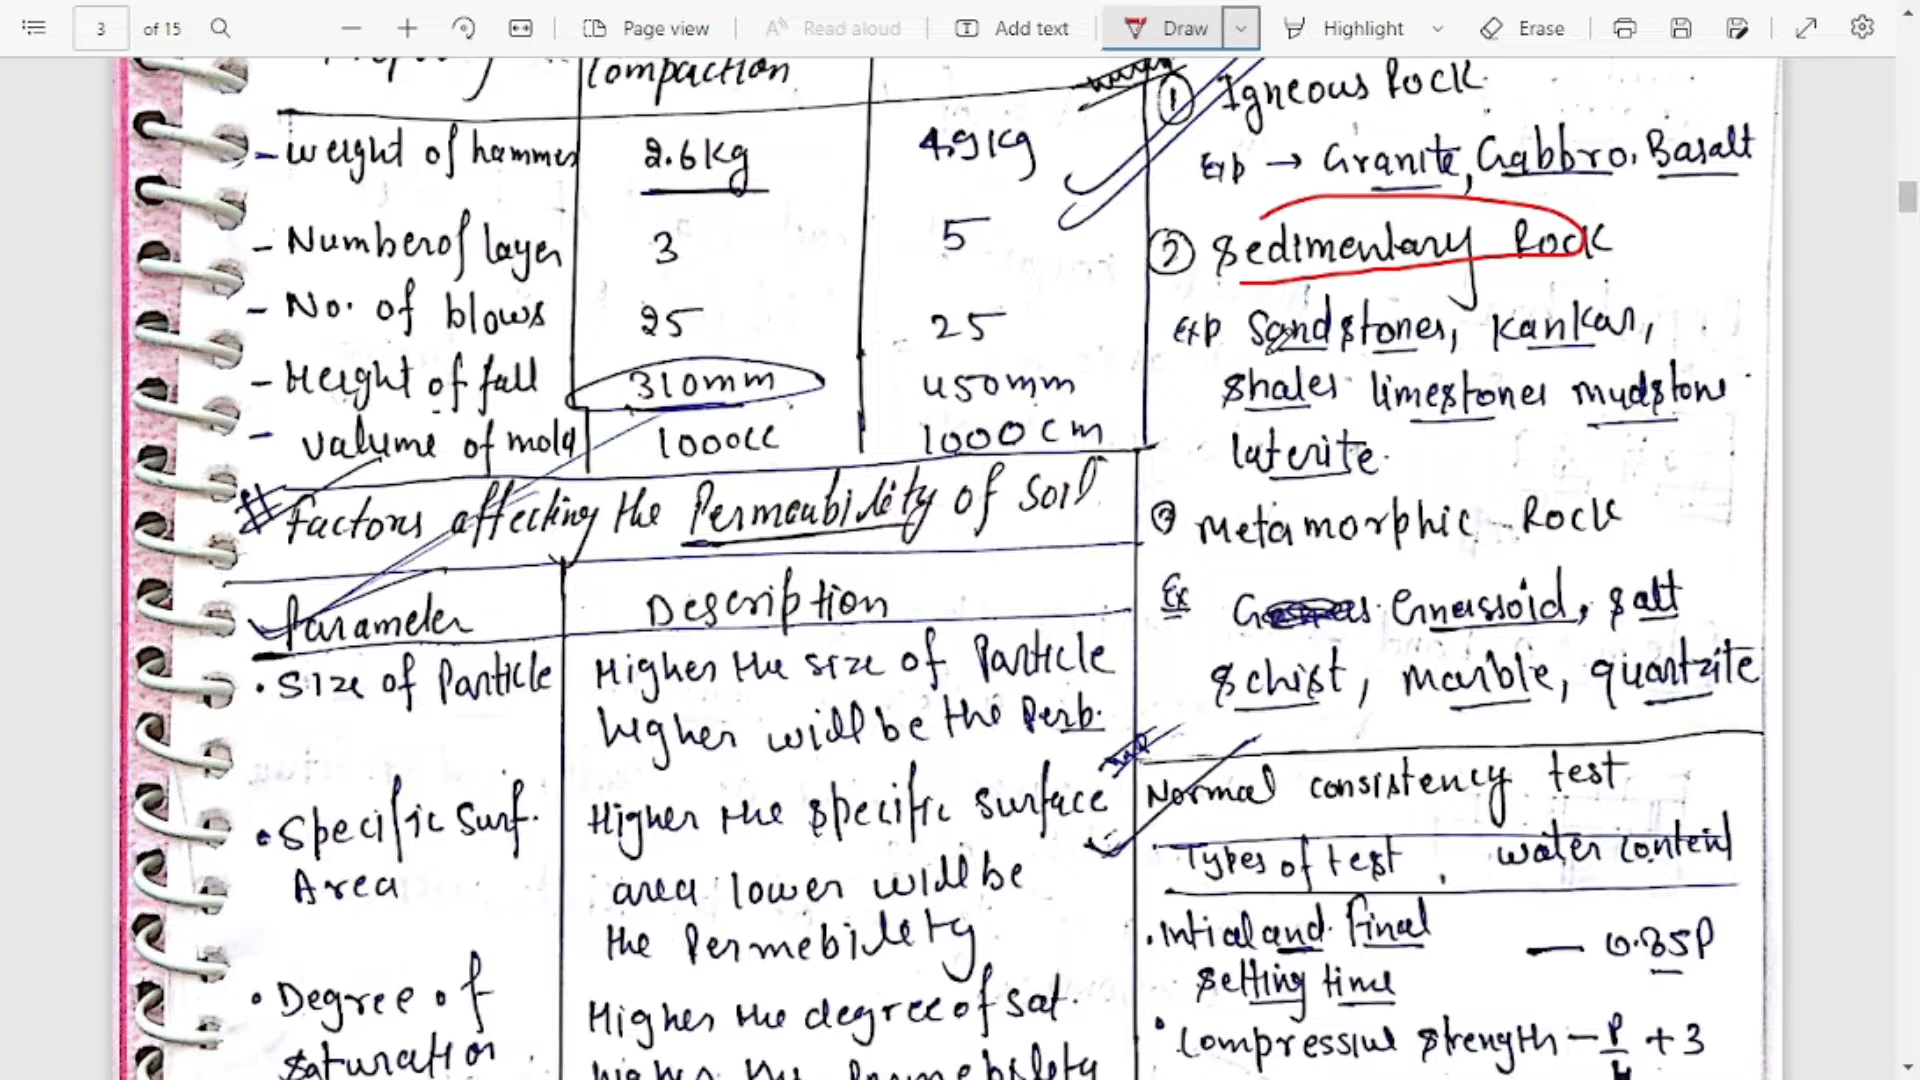 3 of 15 Page view Read aloud Add text Draw Highlight Erase
Compaction
- weight of hammer 2.6kg 4.9kg
- Number of layer 3 5
- No. of blows 25 25
- Height of fall 310mm 450mm
- valume of mold 1000cc 1000cm
# Factors affecting the Permeability of Soil
Parameter Description
• Size of Particle Higher the size of Particle
higher will be the Perb.
• Specific Surf. Higher the specific surface
Area area lower will be
the Permebilety
• Degree of Higher the degree of sat.
saturation higher the Permebilety
① Igneous Rock
Exp → Granite, Gabbro, Basalt
② Sedimentary Rock
Exp Sandstones, Kankar,
shales limestones mudstone
laterite.
③ Metamorphic Rock
Ex salt
schist, marble, quartzite
Normal consistency test
Types of test water content
• Intial and Final — 0.85P
setting time
• Compressive strength - P/4 + 3